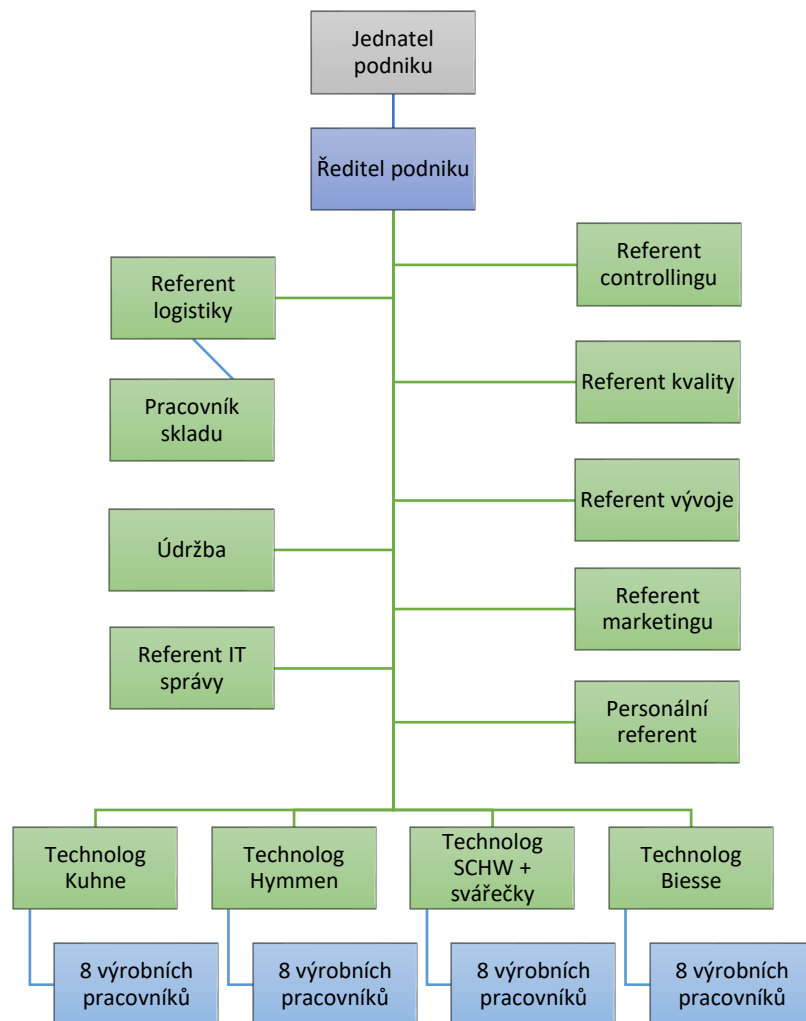 Jednatel
podniku
Ředitel podniku
Referent
logistiky
Referent
controllingu
Pracovník
skladu
Referent kvality
Referent vývoje
Údržba
Referent
marketingu
Referent IT
správy
Personální
referent
Technolog
Kuhne
Technolog
Hymmen
Technolog
SCHW +
svářečky
Technolog
Biesse
8 výrobních
pracovníků
8 výrobních
pracovníků
8 výrobních
pracovníků
8 výrobních
pracovníků